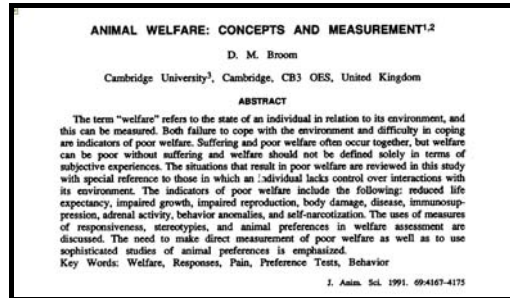 ANIMAL WELFARE: CONCEPTS AND MEASUREMENT1,2
D. M. Broom
Cambridge University3, Cambridge, CB3 OES, United Kingdom
ABSTRACT
The term "welfare" refers to the state of an individual in relation to its environment, and
this can be measured. Both failure to cope with the environment and difficulty in coping
are indicators of poor welfare. Suffering and poor welfare often occur together, but welfare
can be poor without suffering and welfare should not be defined solely in terms of
subjective experiences. The situations that result in poor welfare are reviewed in this study
with special reference to those in which an individual lacks control over interactions with
its environment. The indicators of poor welfare include the following: reduced life
expectancy, impaired growth, impaired reproduction, body damage, disease, immunosup-
pression, adrenal activity, behavior anomalies, and self-narcotization. The uses of measures
of responsiveness, stereotypies, and animal preferences in welfare assessment are
discussed. The need to make direct measurement of poor welfare as well as to use
sophisticated studies of animal preferences is emphasized.
Key Words: Welfare, Responses, Pain, Preference Tests, Behavior
J. Anim. Sci. 1991. 69:4167-4175